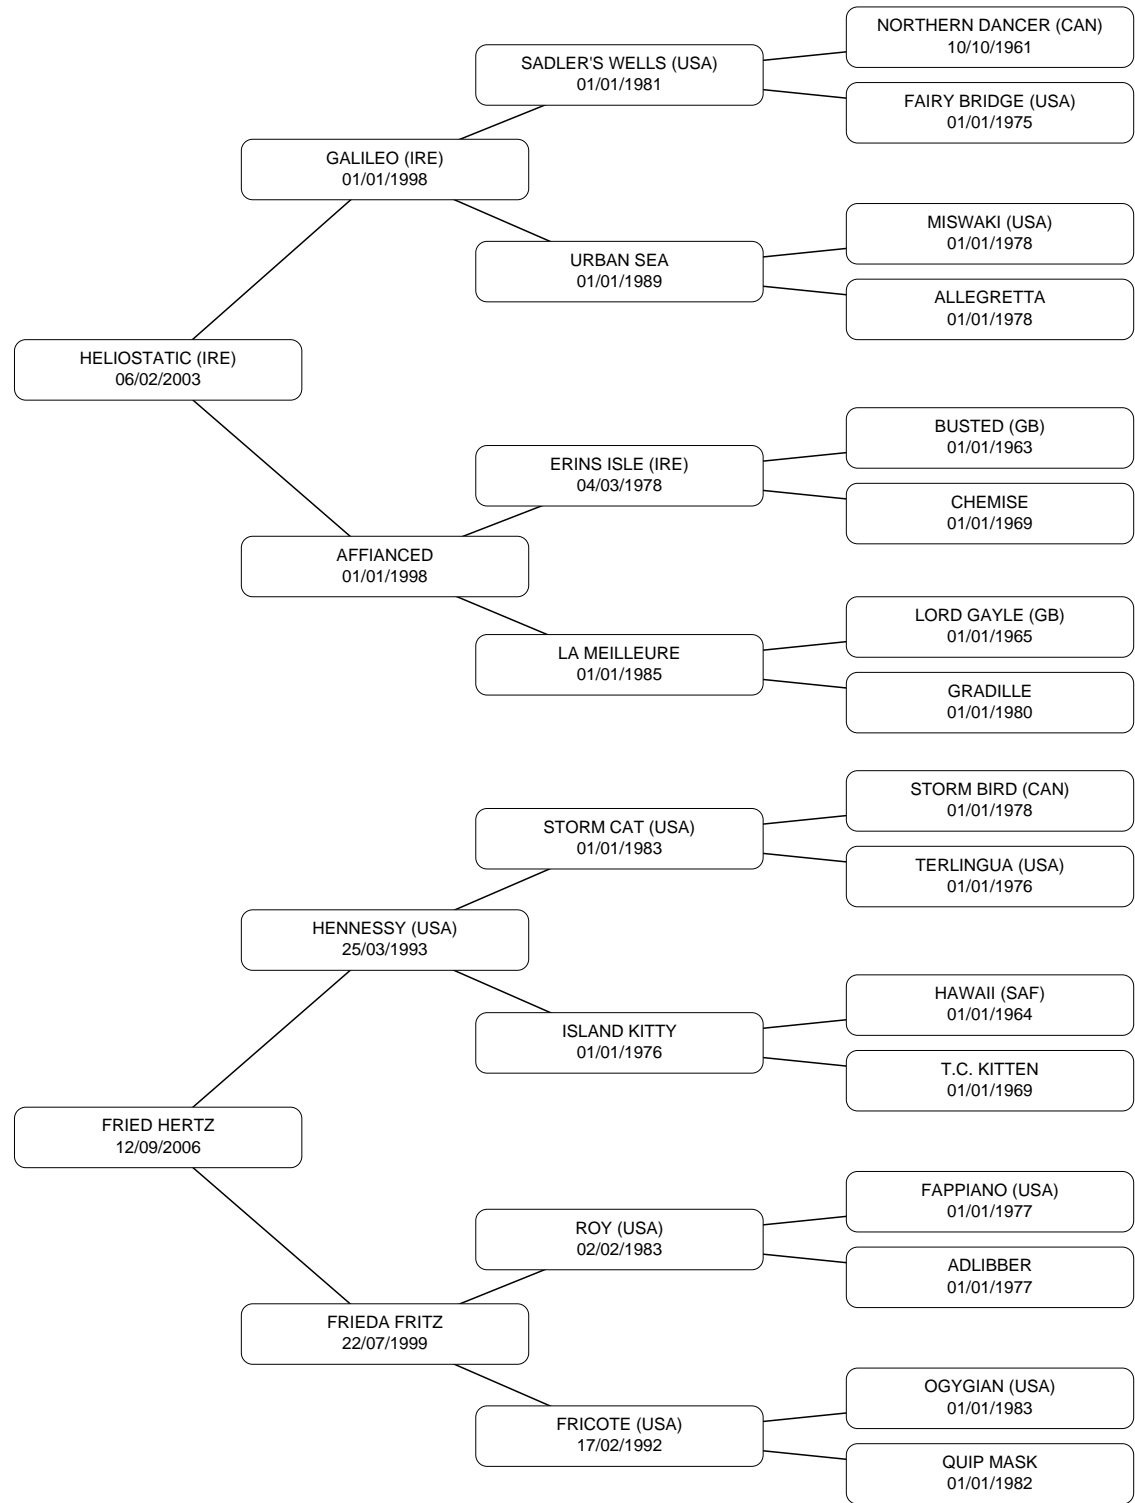 NORTHERN DANCER (CAN)
10/10/1961
SADLER'S WELLS (USA)
01/01/1981
FAIRY BRIDGE (USA)
01/01/1975
GALILEO (IRE)
01/01/1998
MISWAKI (USA)
01/01/1978
URBAN SEA
01/01/1989
ALLEGRETTA
01/01/1978
HELIOSTATIC (IRE)
06/02/2003
BUSTED (GB)
01/01/1963
ERINS ISLE (IRE)
04/03/1978
CHEMISE
01/01/1969
AFFIANCED
01/01/1998
LORD GAYLE (GB)
01/01/1965
LA MEILLEURE
01/01/1985
GRADILLE
01/01/1980
STORM BIRD (CAN)
01/01/1978
STORM CAT (USA)
01/01/1983
TERLINGUA (USA)
01/01/1976
HENNESSY (USA)
25/03/1993
HAWAII (SAF)
01/01/1964
ISLAND KITTY
01/01/1976
T.C. KITTEN
01/01/1969
FRIED HERTZ
12/09/2006
FAPPIANO (USA)
01/01/1977
ROY (USA)
02/02/1983
ADLIBBER
01/01/1977
FRIEDA FRITZ
22/07/1999
OGYGIAN (USA)
01/01/1983
FRICOTE (USA)
17/02/1992
QUIP MASK
01/01/1982